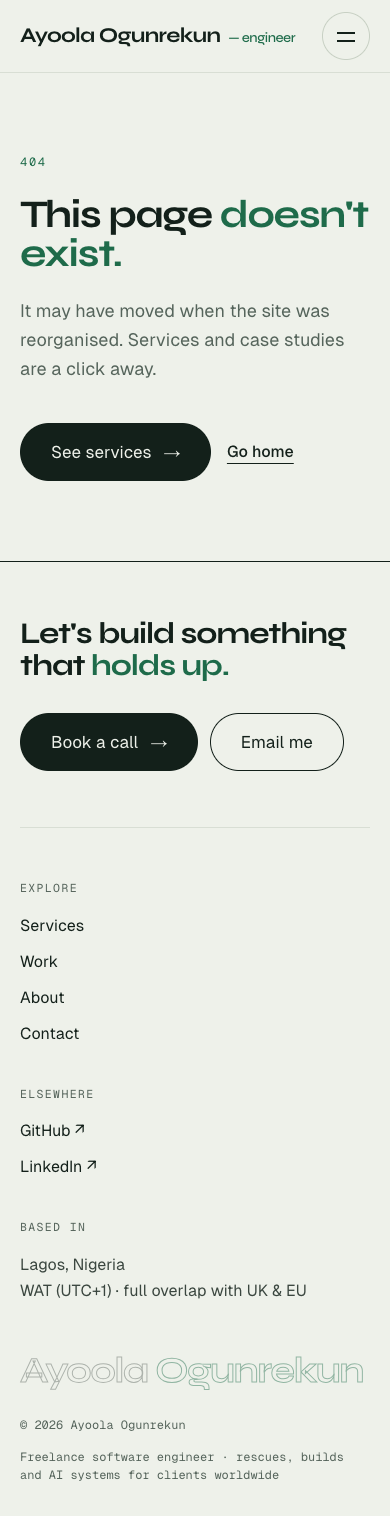 Ayoola Ogunrekun — engineer
404
This page doesn't
exist.
It may have moved when the site was
reorganised. Services and case studies
are a click away.
See services →
Go home
Let's build something
that holds up.
Book a call →
Email me
EXPLORE
Services
Work
About
Contact
ELSEWHERE
GitHub ↗
LinkedIn ↗
BASED IN
Lagos, Nigeria
WAT (UTC+1) · full overlap with UK & EU
Ayoola Ogunrekun
© 2026 Ayoola Ogunrekun
Freelance software engineer · rescues, builds
and AI systems for clients worldwide